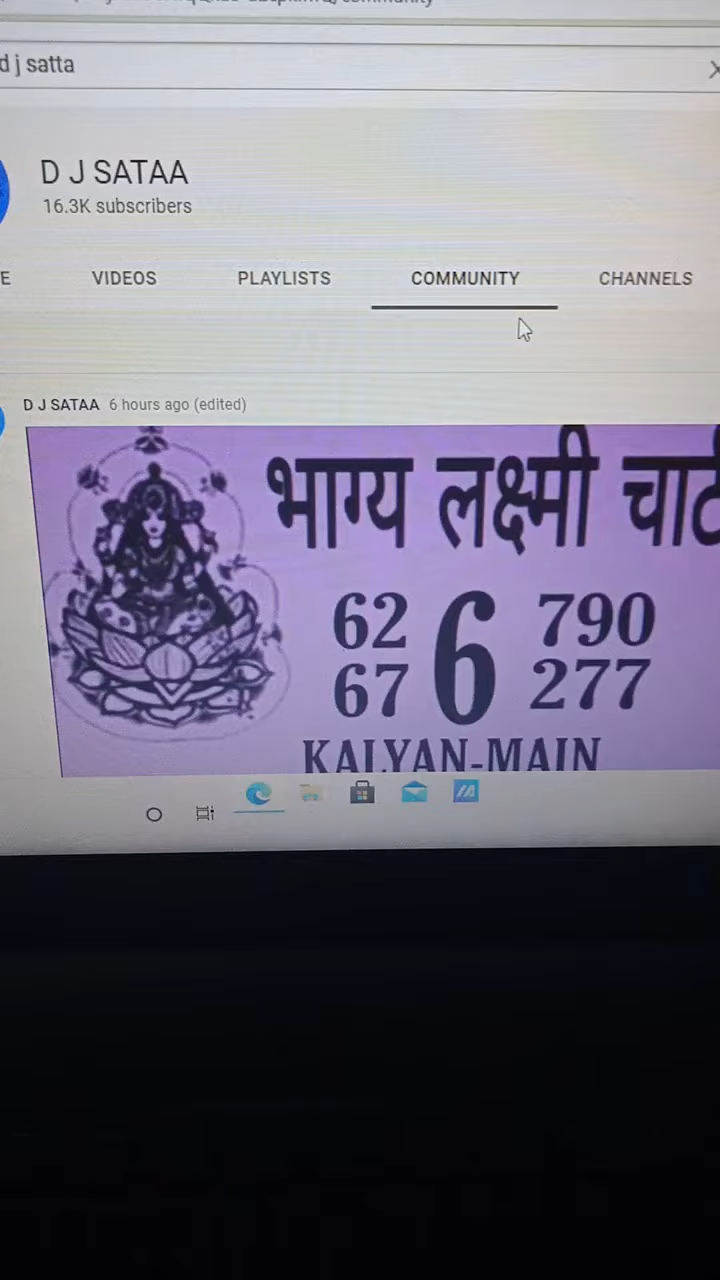 d j satta
D J SATAA
16.3K subscribers
E VIDEOS PLAYLISTS COMMUNITY CHANNELS
D J SATAA 6 hours ago (edited)
भाग्य लक्ष्मी चार्ट
62 6 790
67 277
KALYAN-MAIN